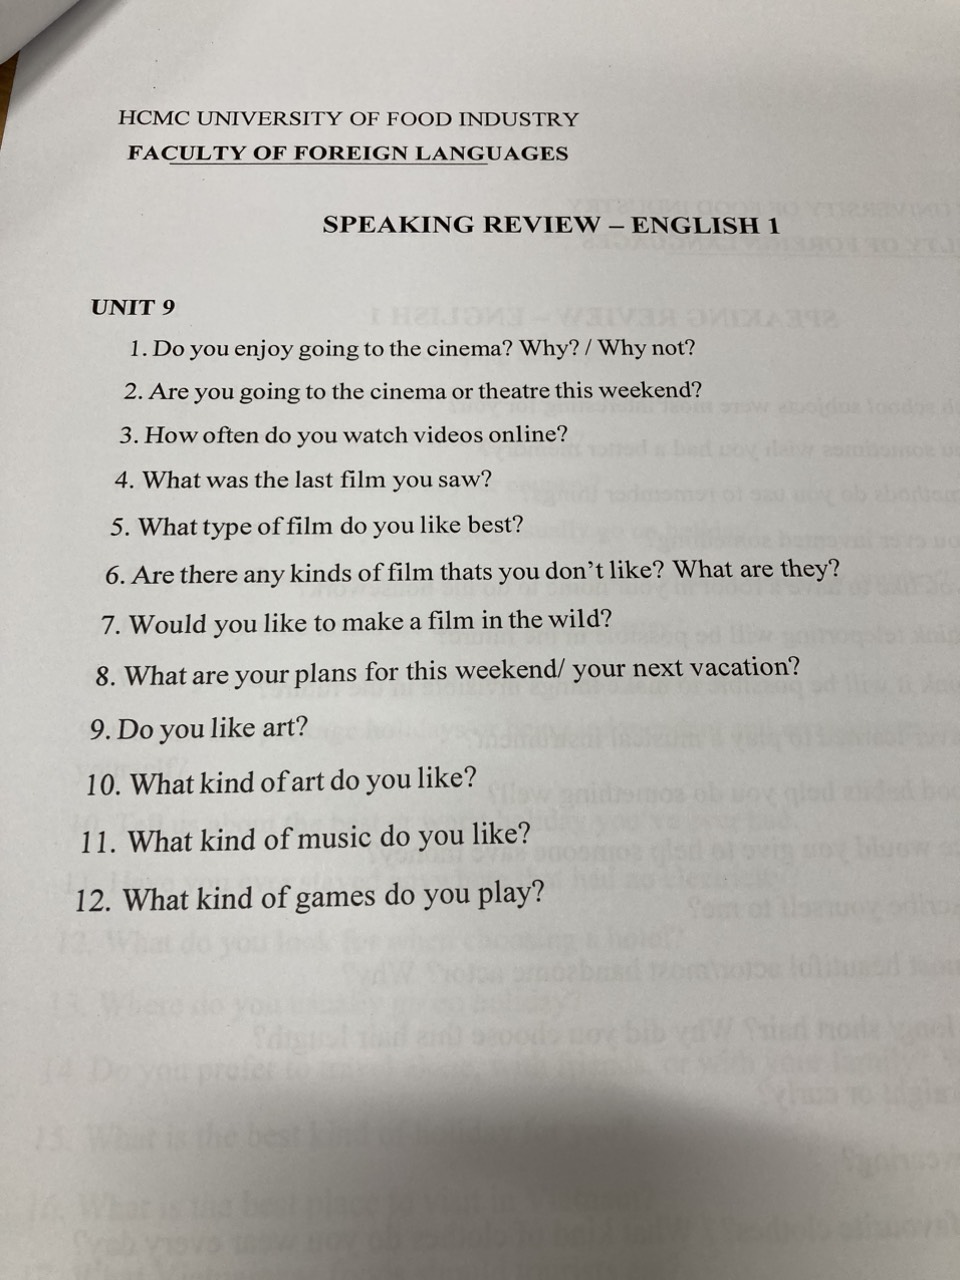 HCMC UNIVERSITY OF FOOD INDUSTRY
FACULTY OF FOREIGN LANGUAGES
SPEAKING REVIEW – ENGLISH 1
UNIT 9
1. Do you enjoy going to the cinema? Why? / Why not?
2. Are you going to the cinema or theatre this weekend?
3. How often do you watch videos online?
4. What was the last film you saw?
5. What type of film do you like best?
6. Are there any kinds of film thats you don't like? What are they?
7. Would you like to make a film in the wild?
8. What are your plans for this weekend/ your next vacation?
9. Do you like art?
10. What kind of art do you like?
11. What kind of music do you like?
12. What kind of games do you play?